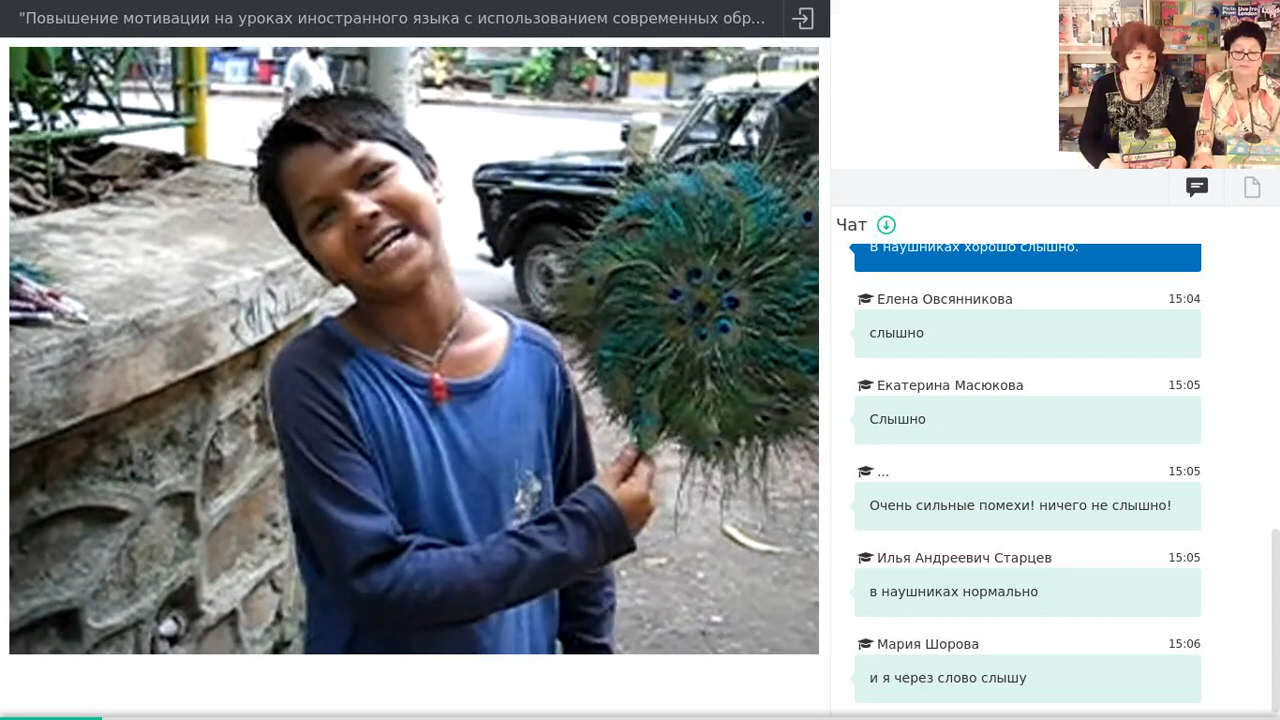 "Повышение мотивации на уроках иностранного языка с использованием современных обр...
Чат
В наушниках хорошо слышно.
Елена Овсянникова 15:04
слышно
Екатерина Масюкова 15:05
Слышно
... 15:05
Очень сильные помехи! ничего не слышно!
Илья Андреевич Старцев 15:05
в наушниках нормально
Мария Шорова 15:06
и я через слово слышу